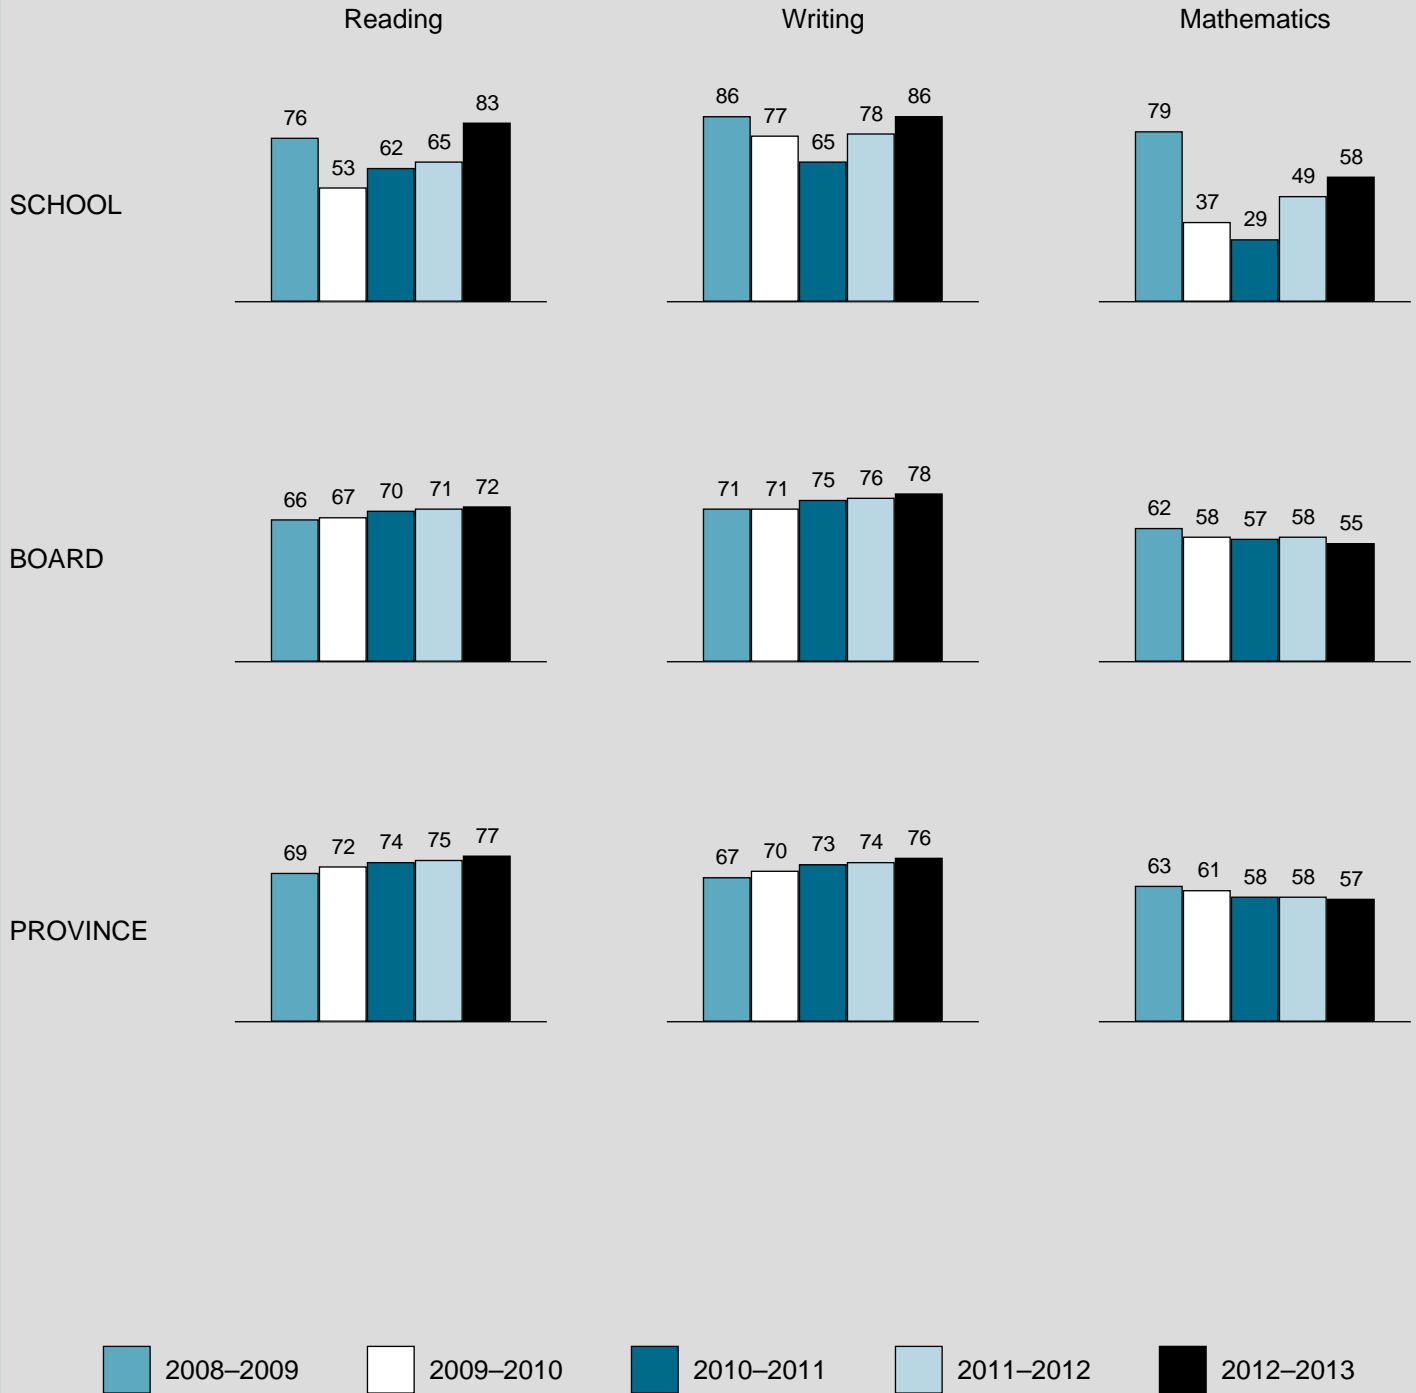 Reading Writing Mathematics
SCHOOL
76 53 62 65 83
86 77 65 78 86
79 37 29 49 58
BOARD
66 67 70 71 72
71 71 75 76 78
62 58 57 58 55
PROVINCE
69 72 74 75 77
67 70 73 74 76
63 61 58 58 57
2008–2009 2009–2010 2010–2011 2011–2012 2012–2013